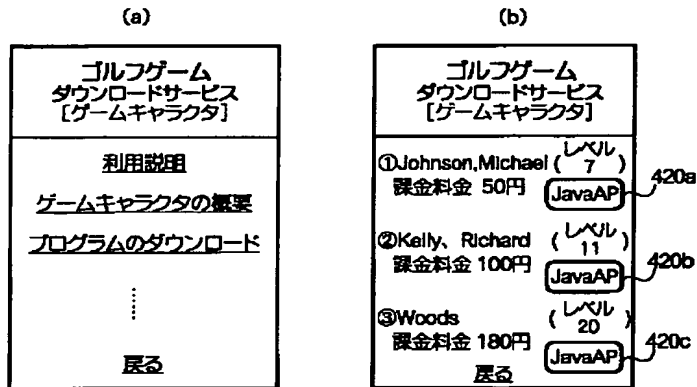 (a)
ゴルフゲーム
ダウンロードサービス
[ゲームキャラクタ]
利用説明
ゲームキャラクタの概要
プログラムのダウンロード
戻る
(b)
ゴルフゲーム
ダウンロードサービス
[ゲームキャラクタ]
①Johnson,Michael (レベル 7)
課金料金 50円 JavaAP 420a
②Kelly、Richard (レベル 11)
課金料金 100円 JavaAP 420b
③Woods (レベル 20)
課金料金 180円 JavaAP 420c
戻る